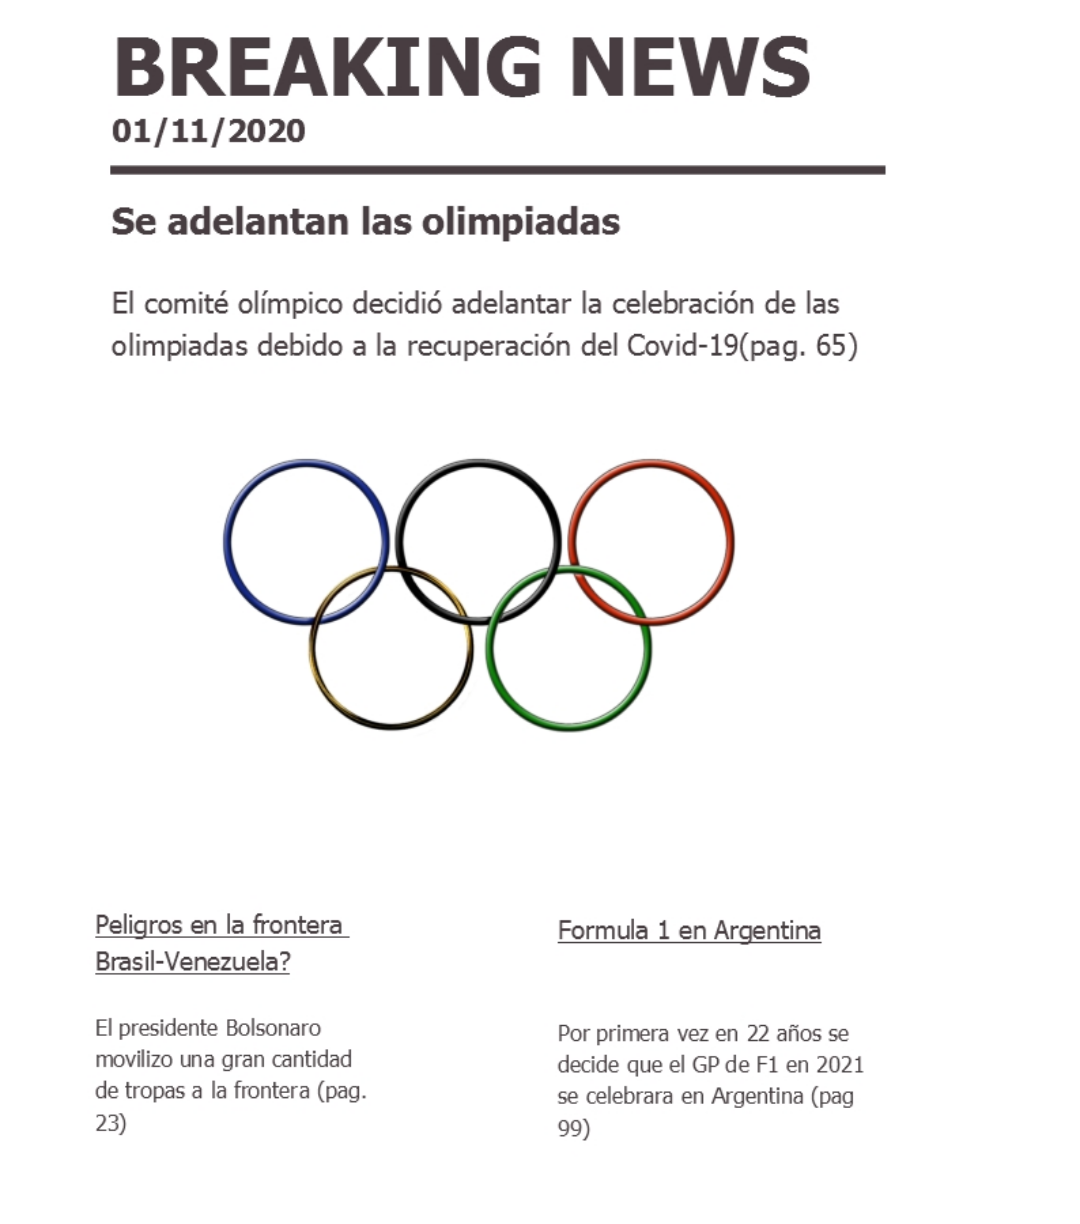 BREAKING NEWS
01/11/2020
Se adelantan las olimpiadas
El comité olímpico decidió adelantar la celebración de las
olimpiadas debido a la recuperación del Covid-19(pag. 65)
Peligros en la frontera
Brasil-Venezuela?
El presidente Bolsonaro
movilizo una gran cantidad
de tropas a la frontera (pag.
23)
Formula 1 en Argentina
Por primera vez en 22 años se
decide que el GP de F1 en 2021
se celebrara en Argentina (pag
99)